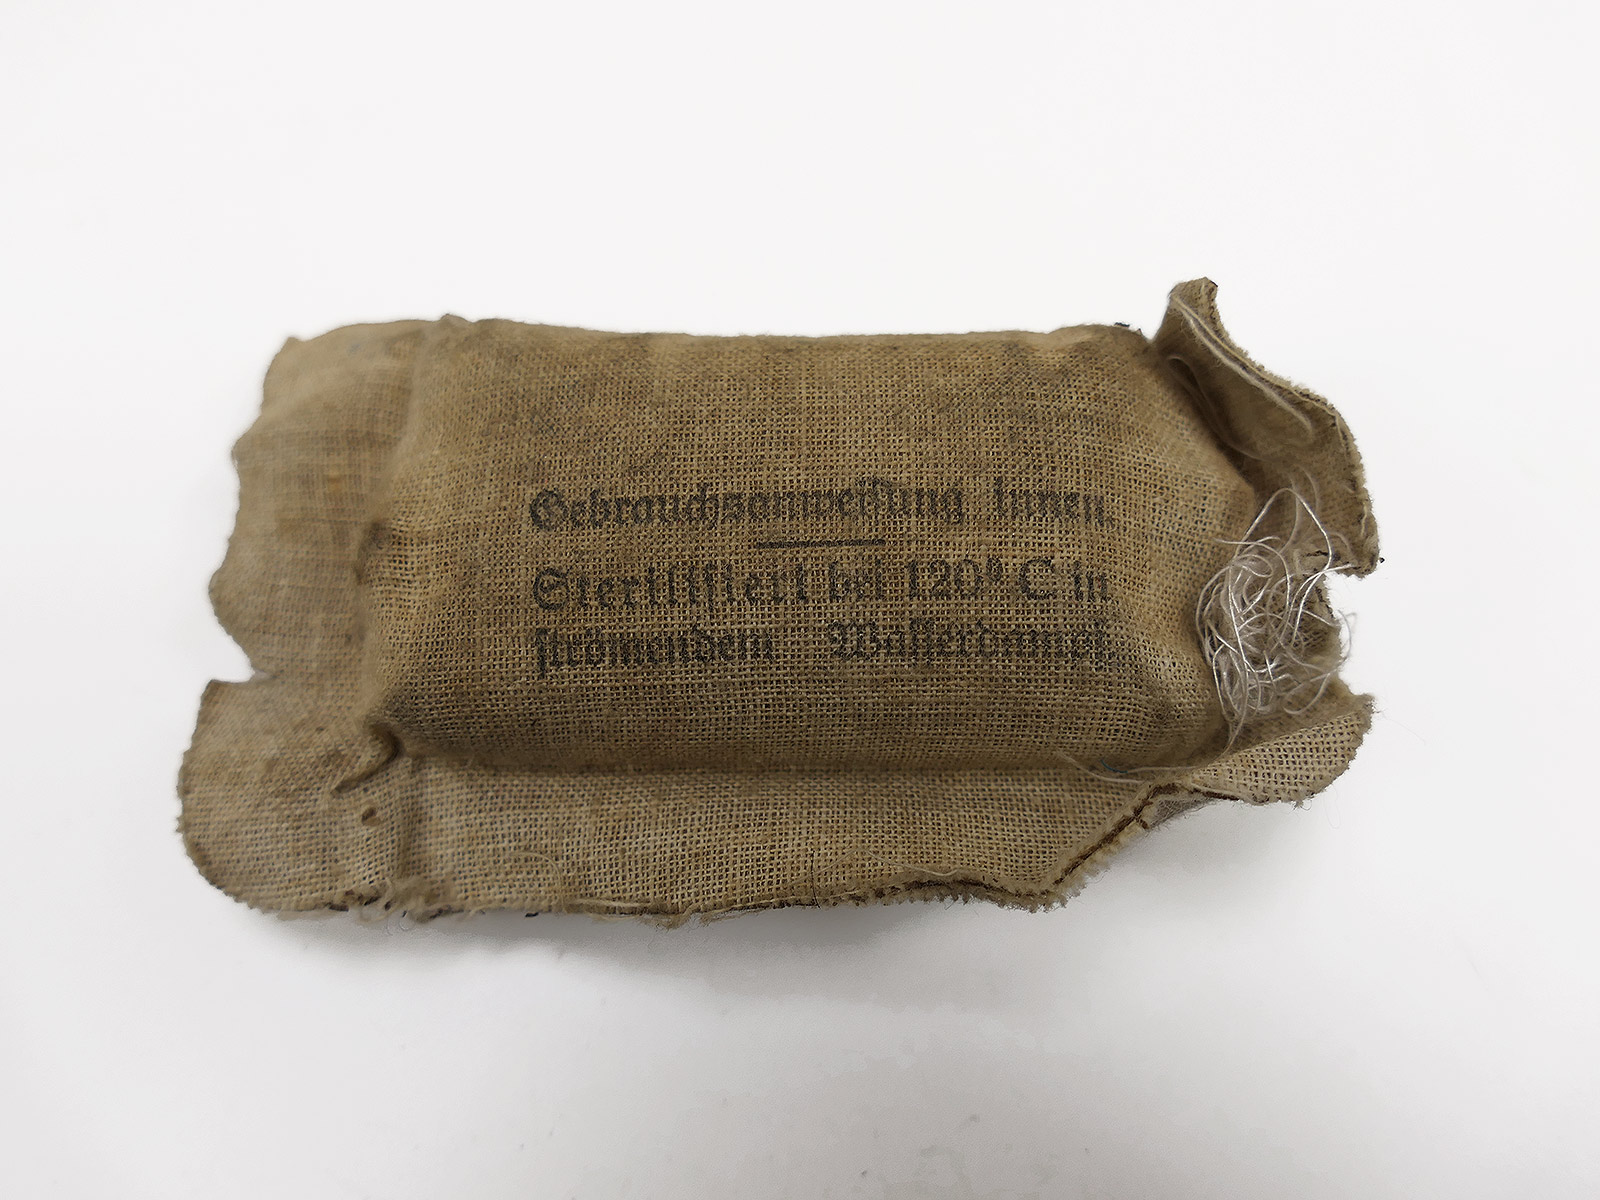 Gebrauchsanweisung innen.
Sterilisiert bei 120° C in
strömendem Wasserdampf.